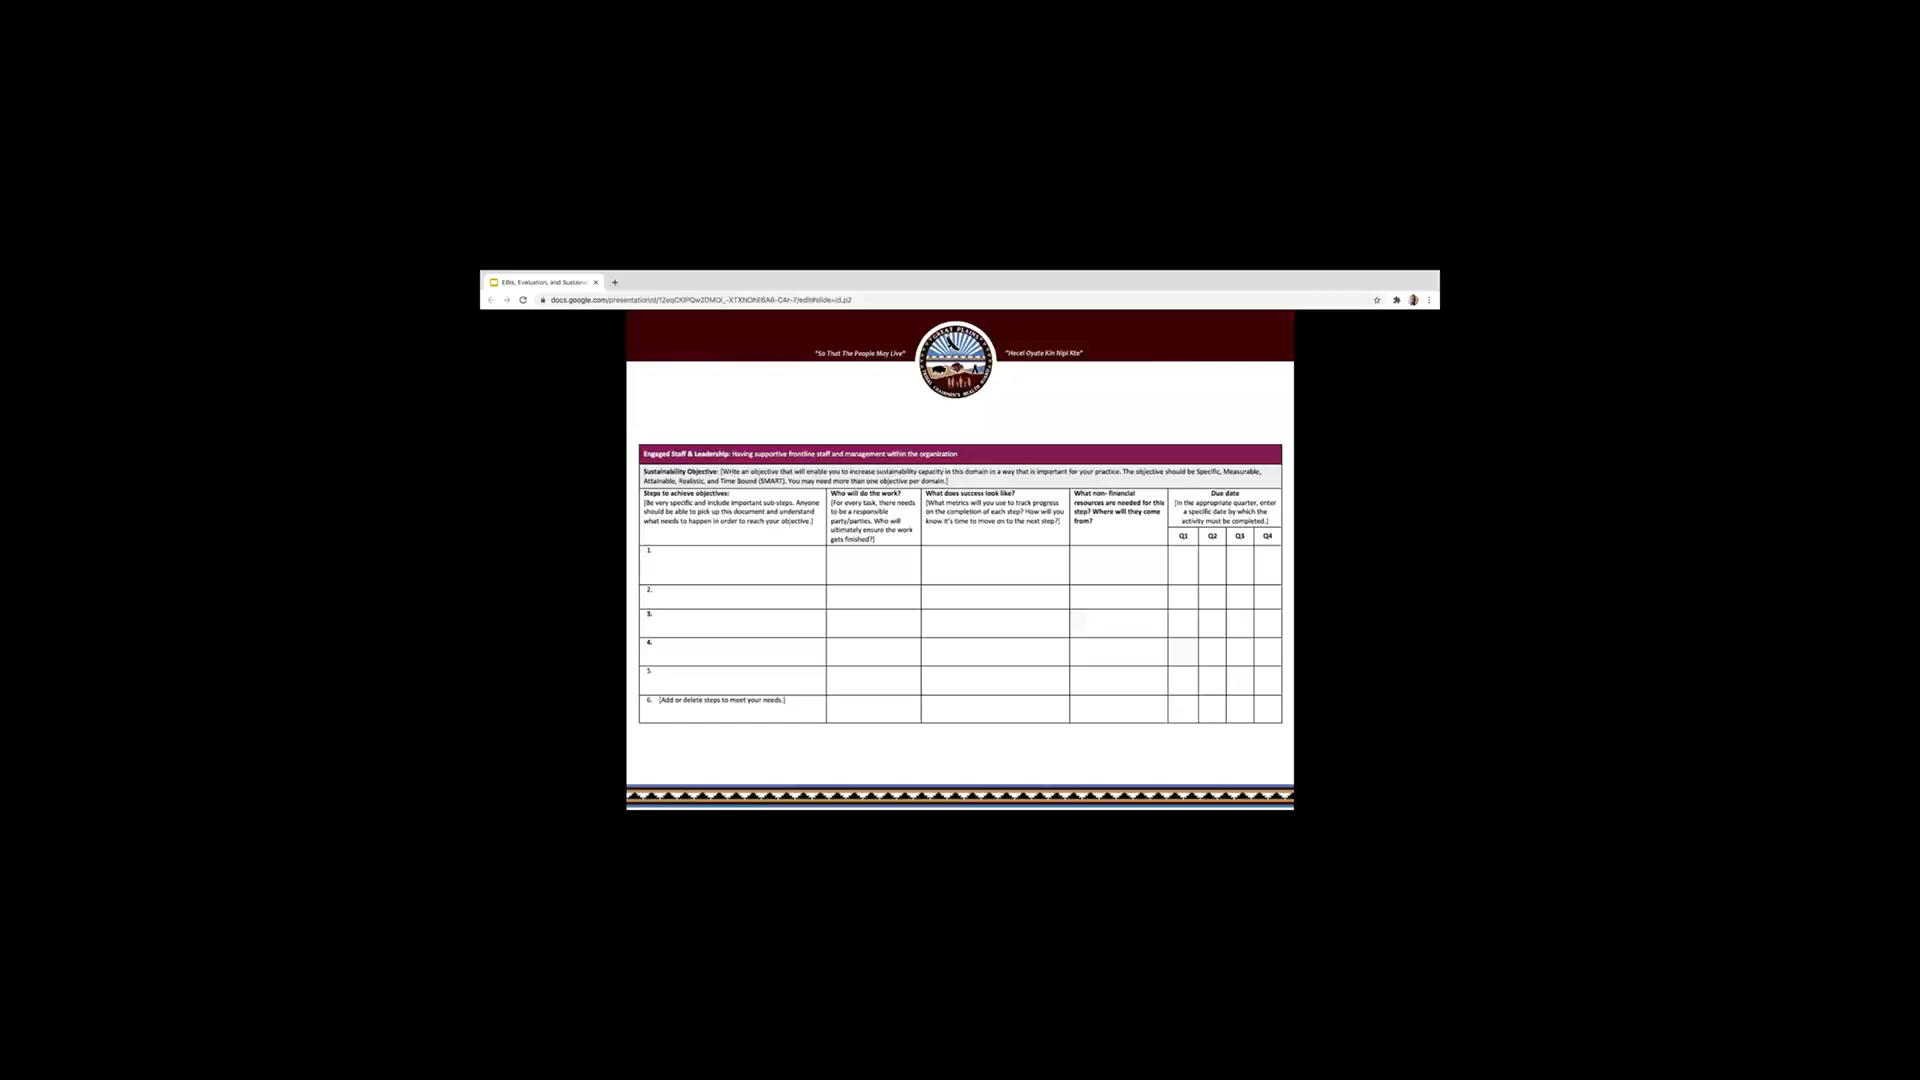 EBIs, Evaluation, and Sustain
docs.google.com/presentation/d/
"So That The People May Live"
GREAT PLAINS
TRIBAL CHAIRMEN'S HEALTH BOARD
"Hecel Oyate Kin Nipi Kte"
Engaged Staff & Leadership: Having supportive frontline staff and management within the organization
Sustainability Objective: [Write an objective that will enable you to increase sustainability capacity in this domain in a way that is important for your practice. The objective should be Specific, Measurable,
Attainable, Realistic, and Time Bound (SMART). You may need more than one objective per domain.]
Steps to achieve objectives:
[Be very specific and include important sub-steps. Anyone
should be able to pick up this document and understand
what needs to happen in order to reach your objective.]
Who will do the work?
[For every task, there needs
to be a responsible
party/parties. Who will
ultimately ensure the work
gets finished?]
What does success look like?
[What metrics will you use to track progress
on the completion of each step? How will you
know it's time to move on to the next step?]
What non- financial
resources are needed for this
step? Where will they come
from?
Due date
[In the appropriate quarter, enter
a specific date by which the
activity must be completed.]
Q1 Q2 Q3 Q4
1.
2.
3.
4.
5.
6. [Add or delete steps to meet your needs.]